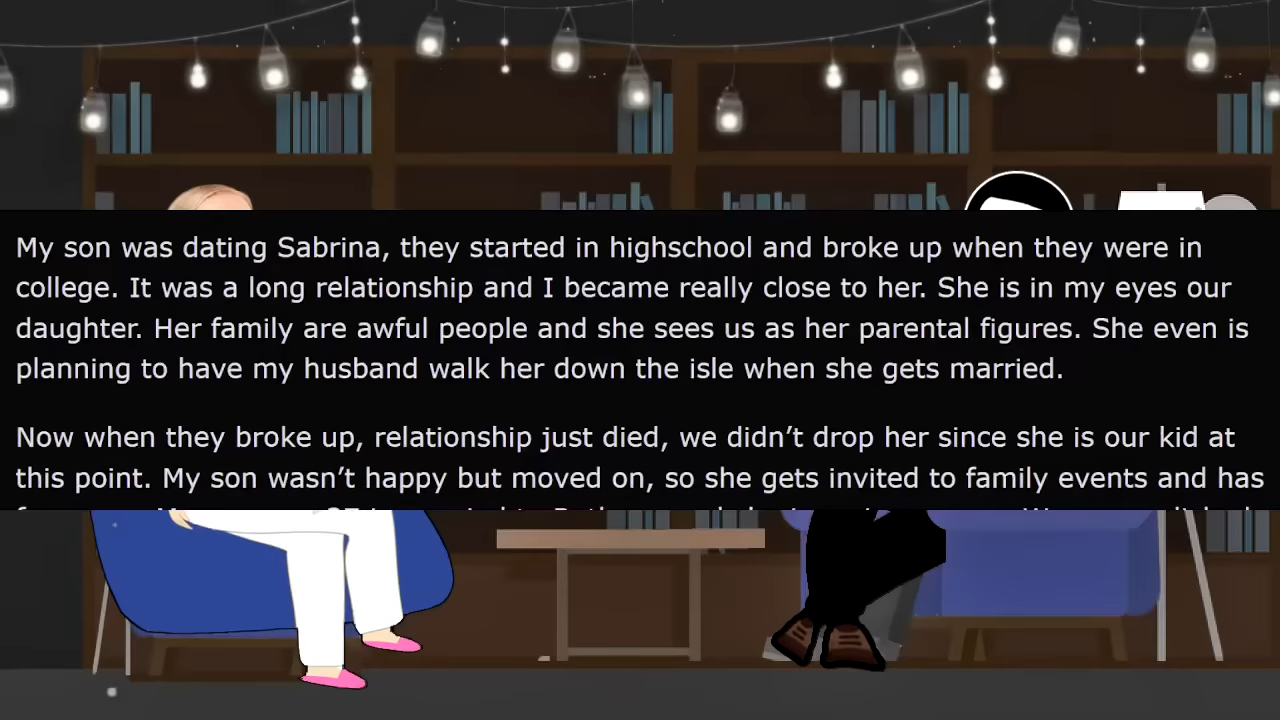 My son was dating Sabrina, they started in highschool and broke up when they were in
college. It was a long relationship and I became really close to her. She is in my eyes our
daughter. Her family are awful people and she sees us as her parental figures. She even is
planning to have my husband walk her down the isle when she gets married.
Now when they broke up, relationship just died, we didn’t drop her since she is our kid at
this point. My son wasn’t happy but moved on, so she gets invited to family events and has